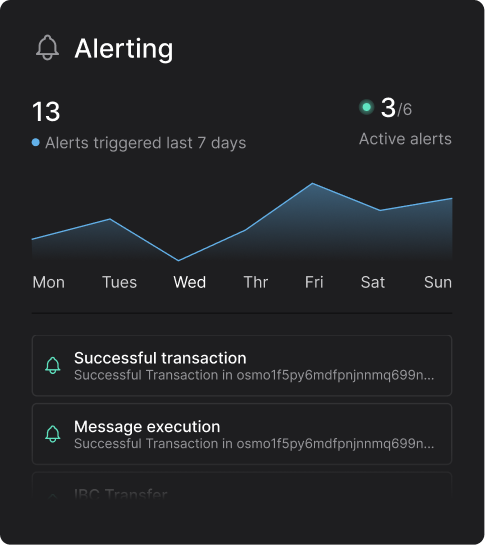 Alerting
13
3/6
Alerts triggered last 7 days
Active alerts
Mon Tues Wed Thr Fri Sat Sun
Successful transaction
Successful Transaction in osmo1f5py6mdfpnjnnmq699n...
Message execution
Successful Transaction in osmo1f5py6mdfpnjnnmq699n...
IBC Transfer